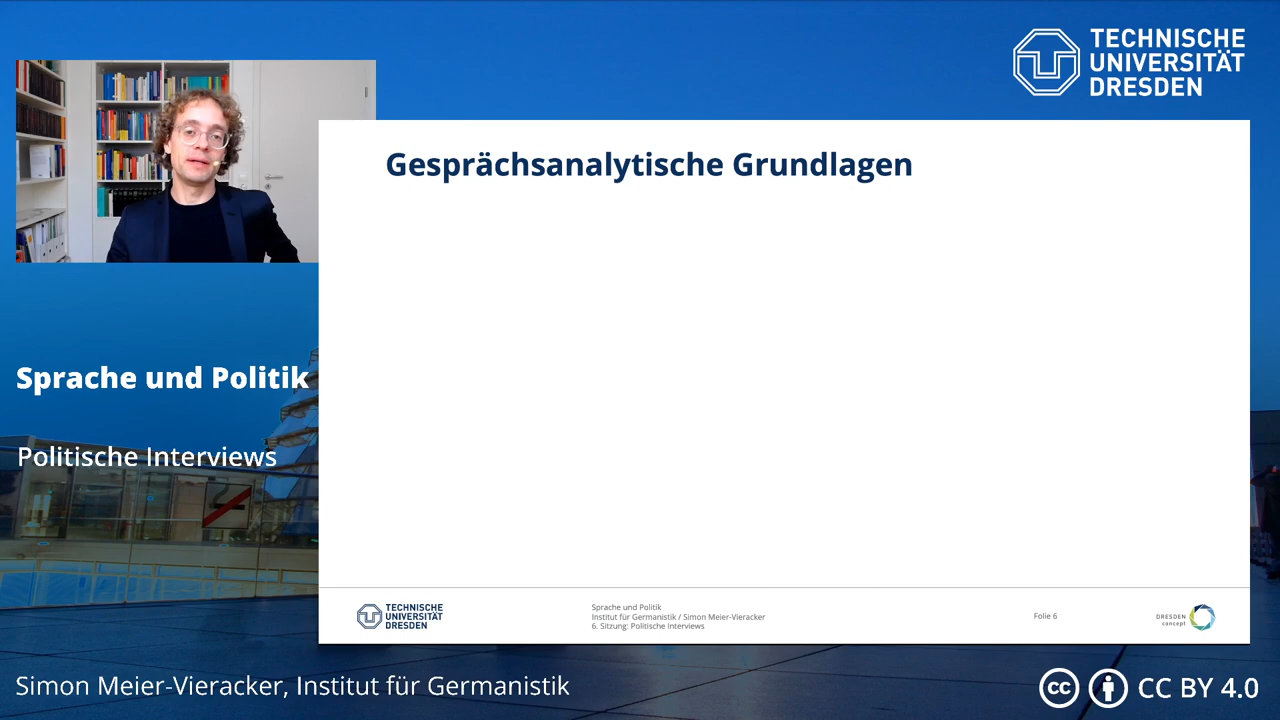 TECHNISCHE
UNIVERSITÄT
DRESDEN
Gesprächsanalytische Grundlagen
Sprache und Politik
Politische Interviews
TECHNISCHE
UNIVERSITÄT
DRESDEN
Sprache und Politik
Institut für Germanistik / Simon Meier-Vieracker
6. Sitzung: Politische Interviews
Folie 6
DRESDEN
concept
Simon Meier-Vieracker, Institut für Germanistik
cc
CC BY 4.0